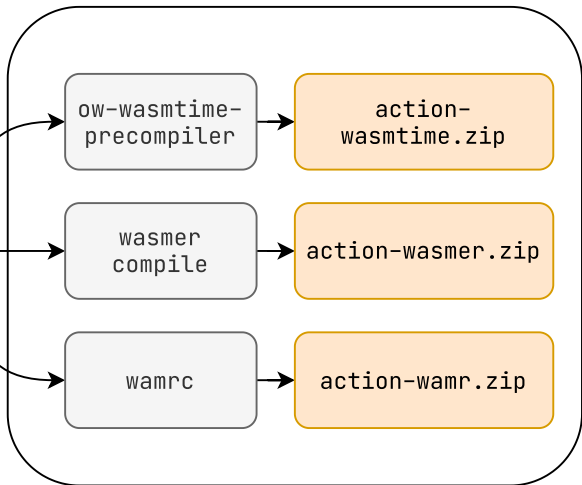 ow-wasmtime-
precompiler
action-
wasmtime.zip
wasmer
compile
action-wasmer.zip
wamrc
action-wamr.zip